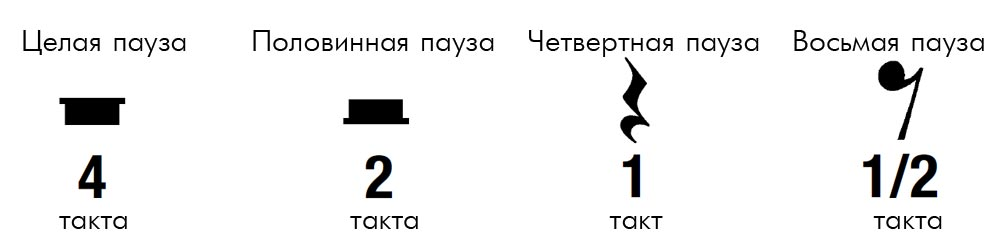 Целая пауза Половинная пауза Четвертная пауза Восьмая пауза
4 2 1 1/2
такта такта такт такта